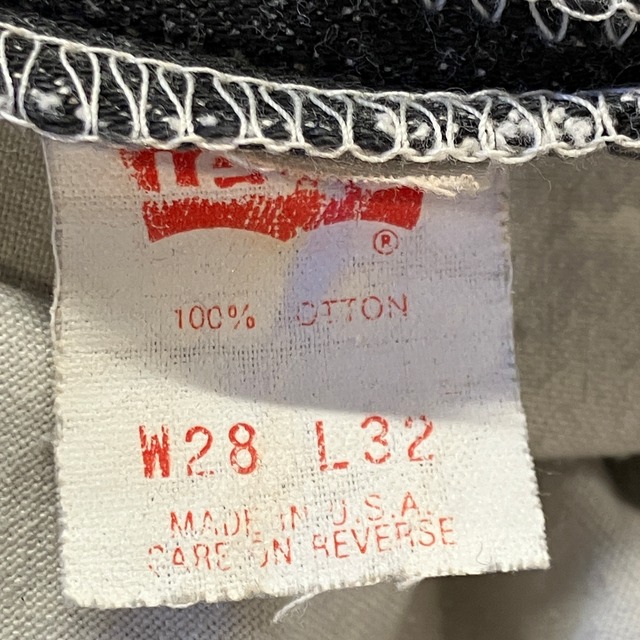 ®
100% COTTON
W28 L32
MADE IN U.S.A.
CARE ON REVERSE